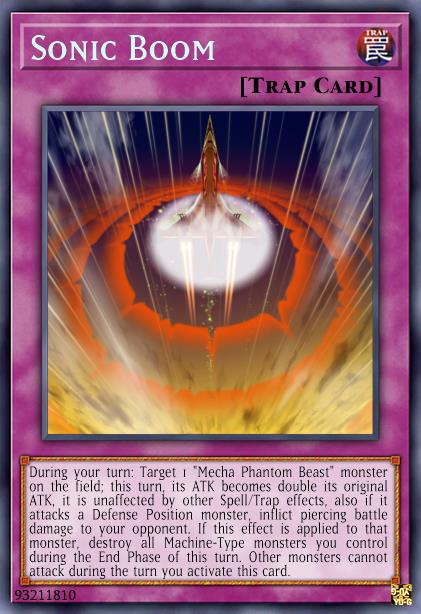 Sonic Boom
TRAP
罠
[Trap Card]
During your turn: Target 1 "Mecha Phantom Beast" monster
on the field; this turn, its ATK becomes double its original
ATK, it is unaffected by other Spell/Trap effects, also if it
attacks a Defense Position monster, inflict piercing battle
damage to your opponent. If this effect is applied to that
monster, destroy all Machine-Type monsters you control
during the End Phase of this turn. Other monsters cannot
attack during the turn you activate this card.
93211810